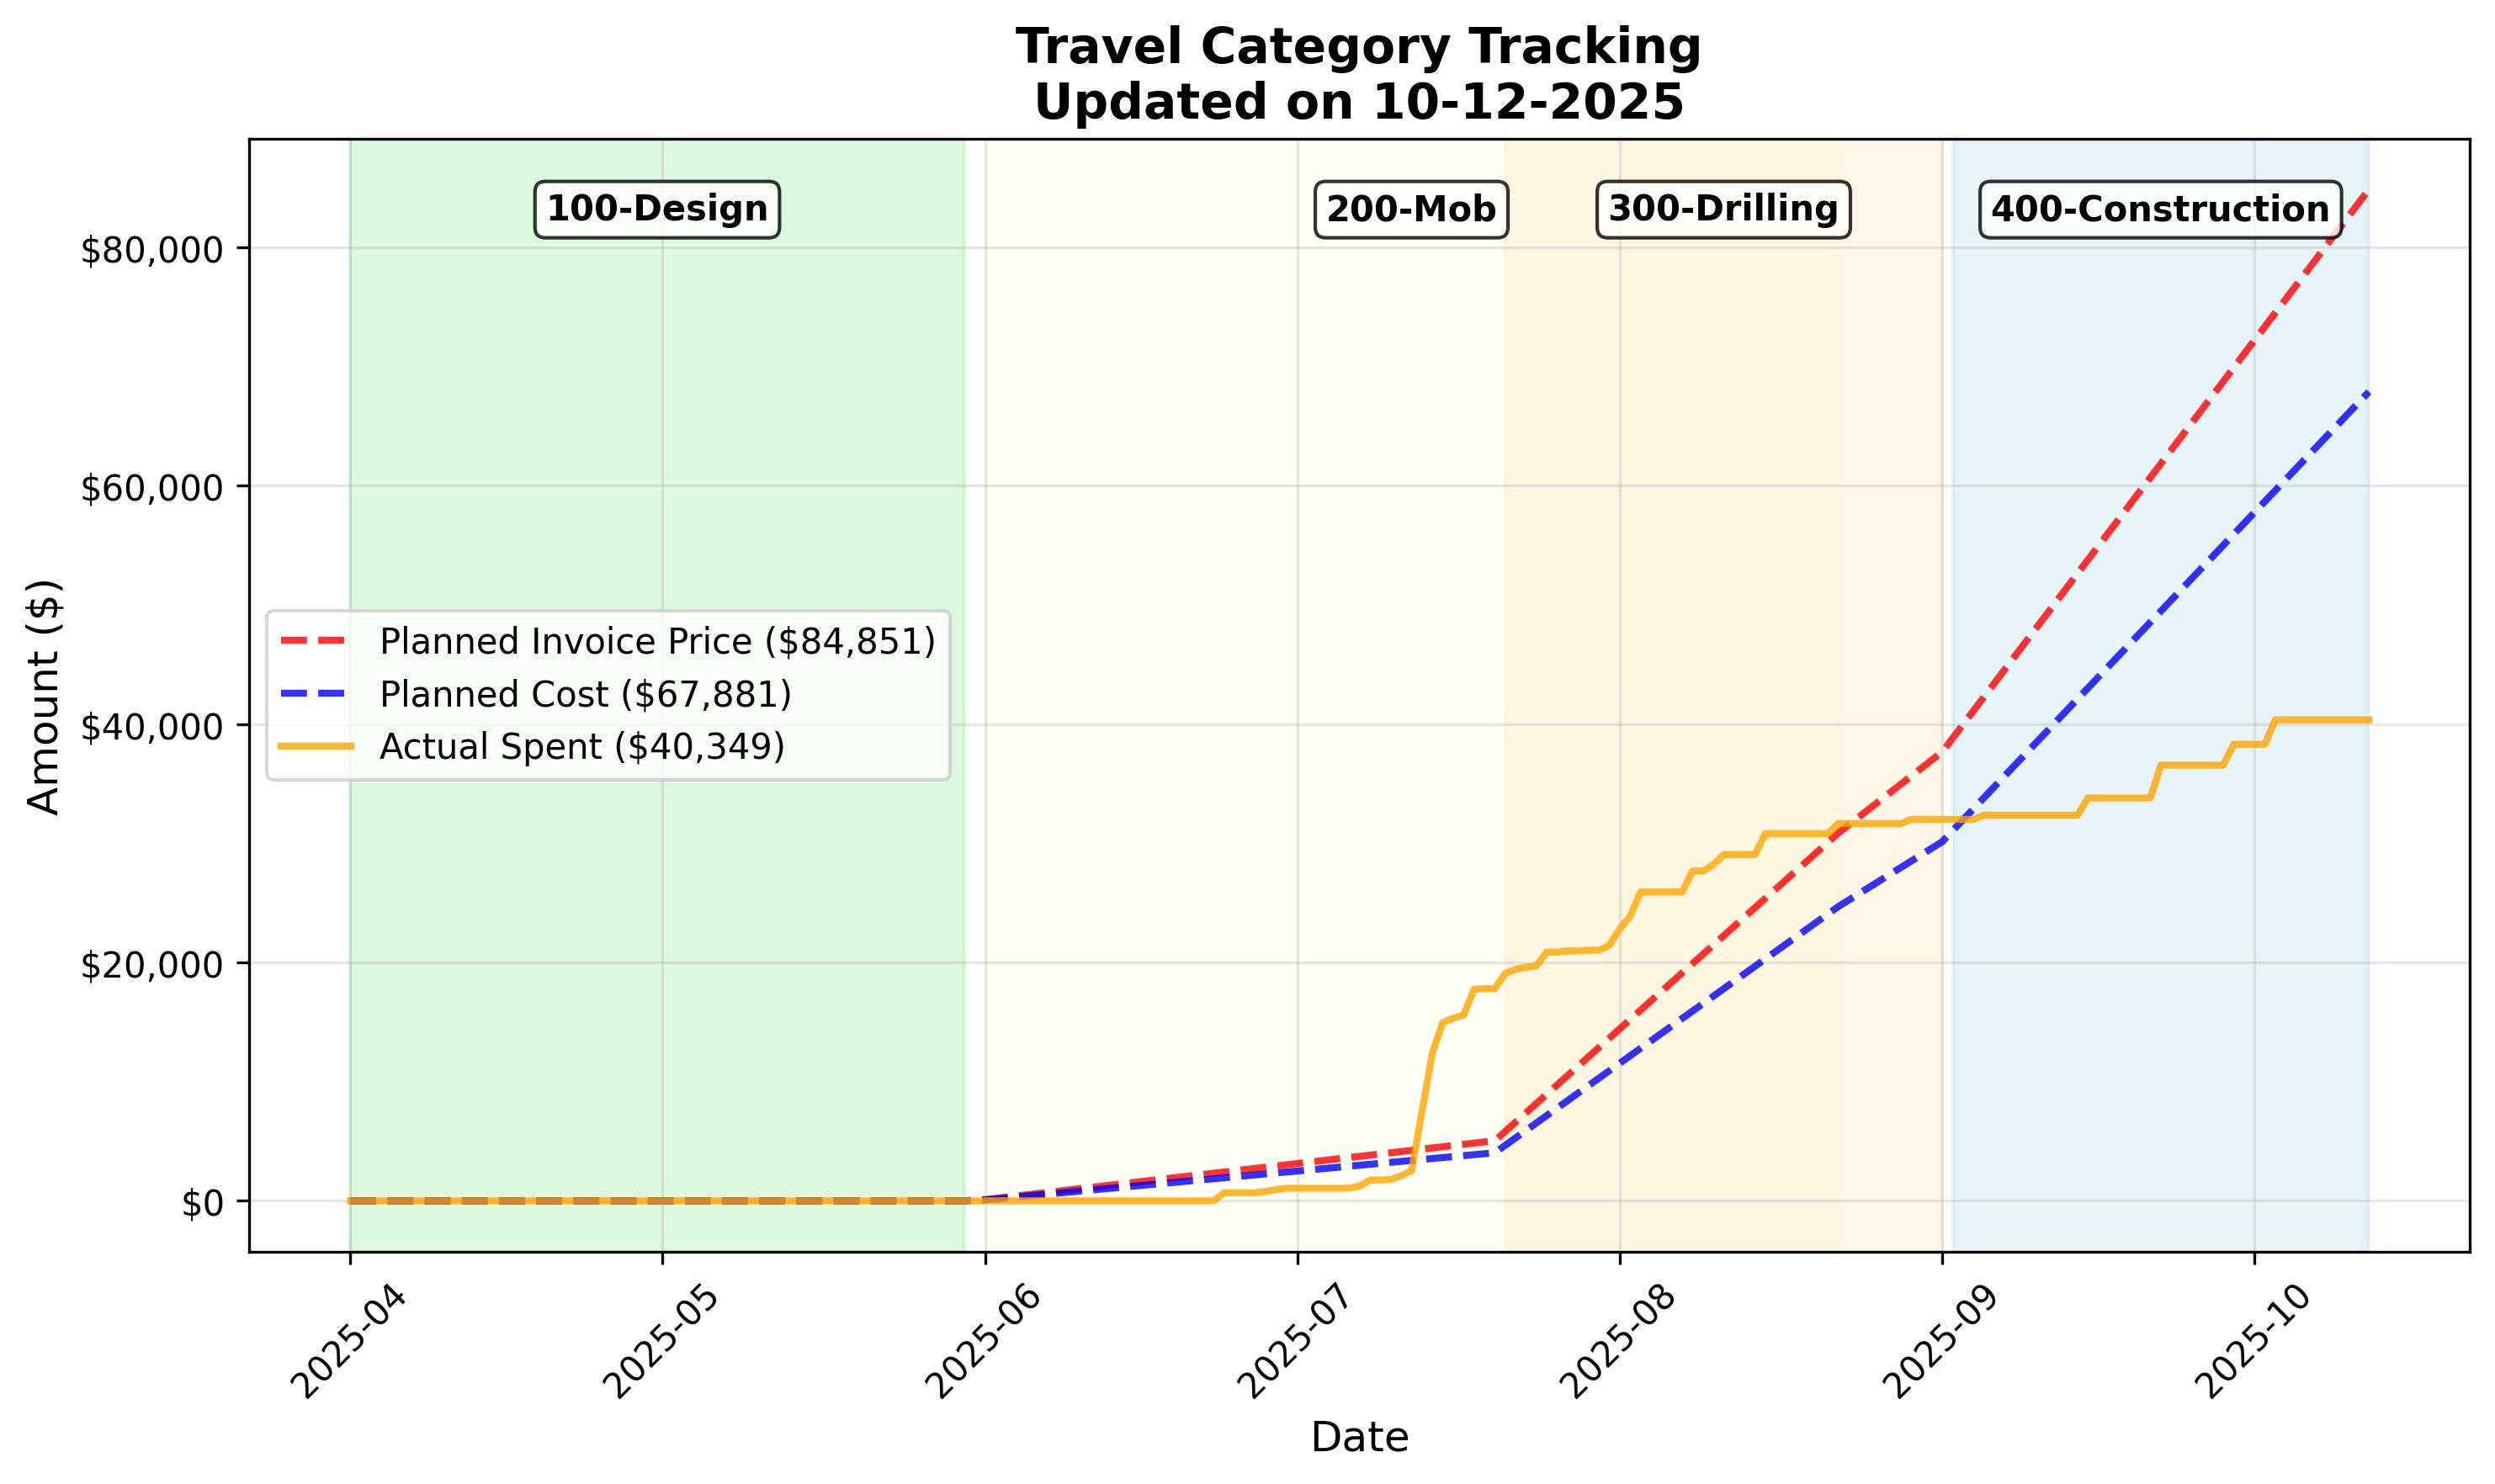 Travel Category Tracking
Updated on 10-12-2025
100-Design
200-Mob
300-Drilling
400-Construction
$80,000
$60,000
$40,000
$20,000
$0
Amount ($)
Planned Invoice Price ($84,851)
Planned Cost ($67,881)
Actual Spent ($40,349)
2025-04
2025-05
2025-06
2025-07
2025-08
2025-09
2025-10
Date